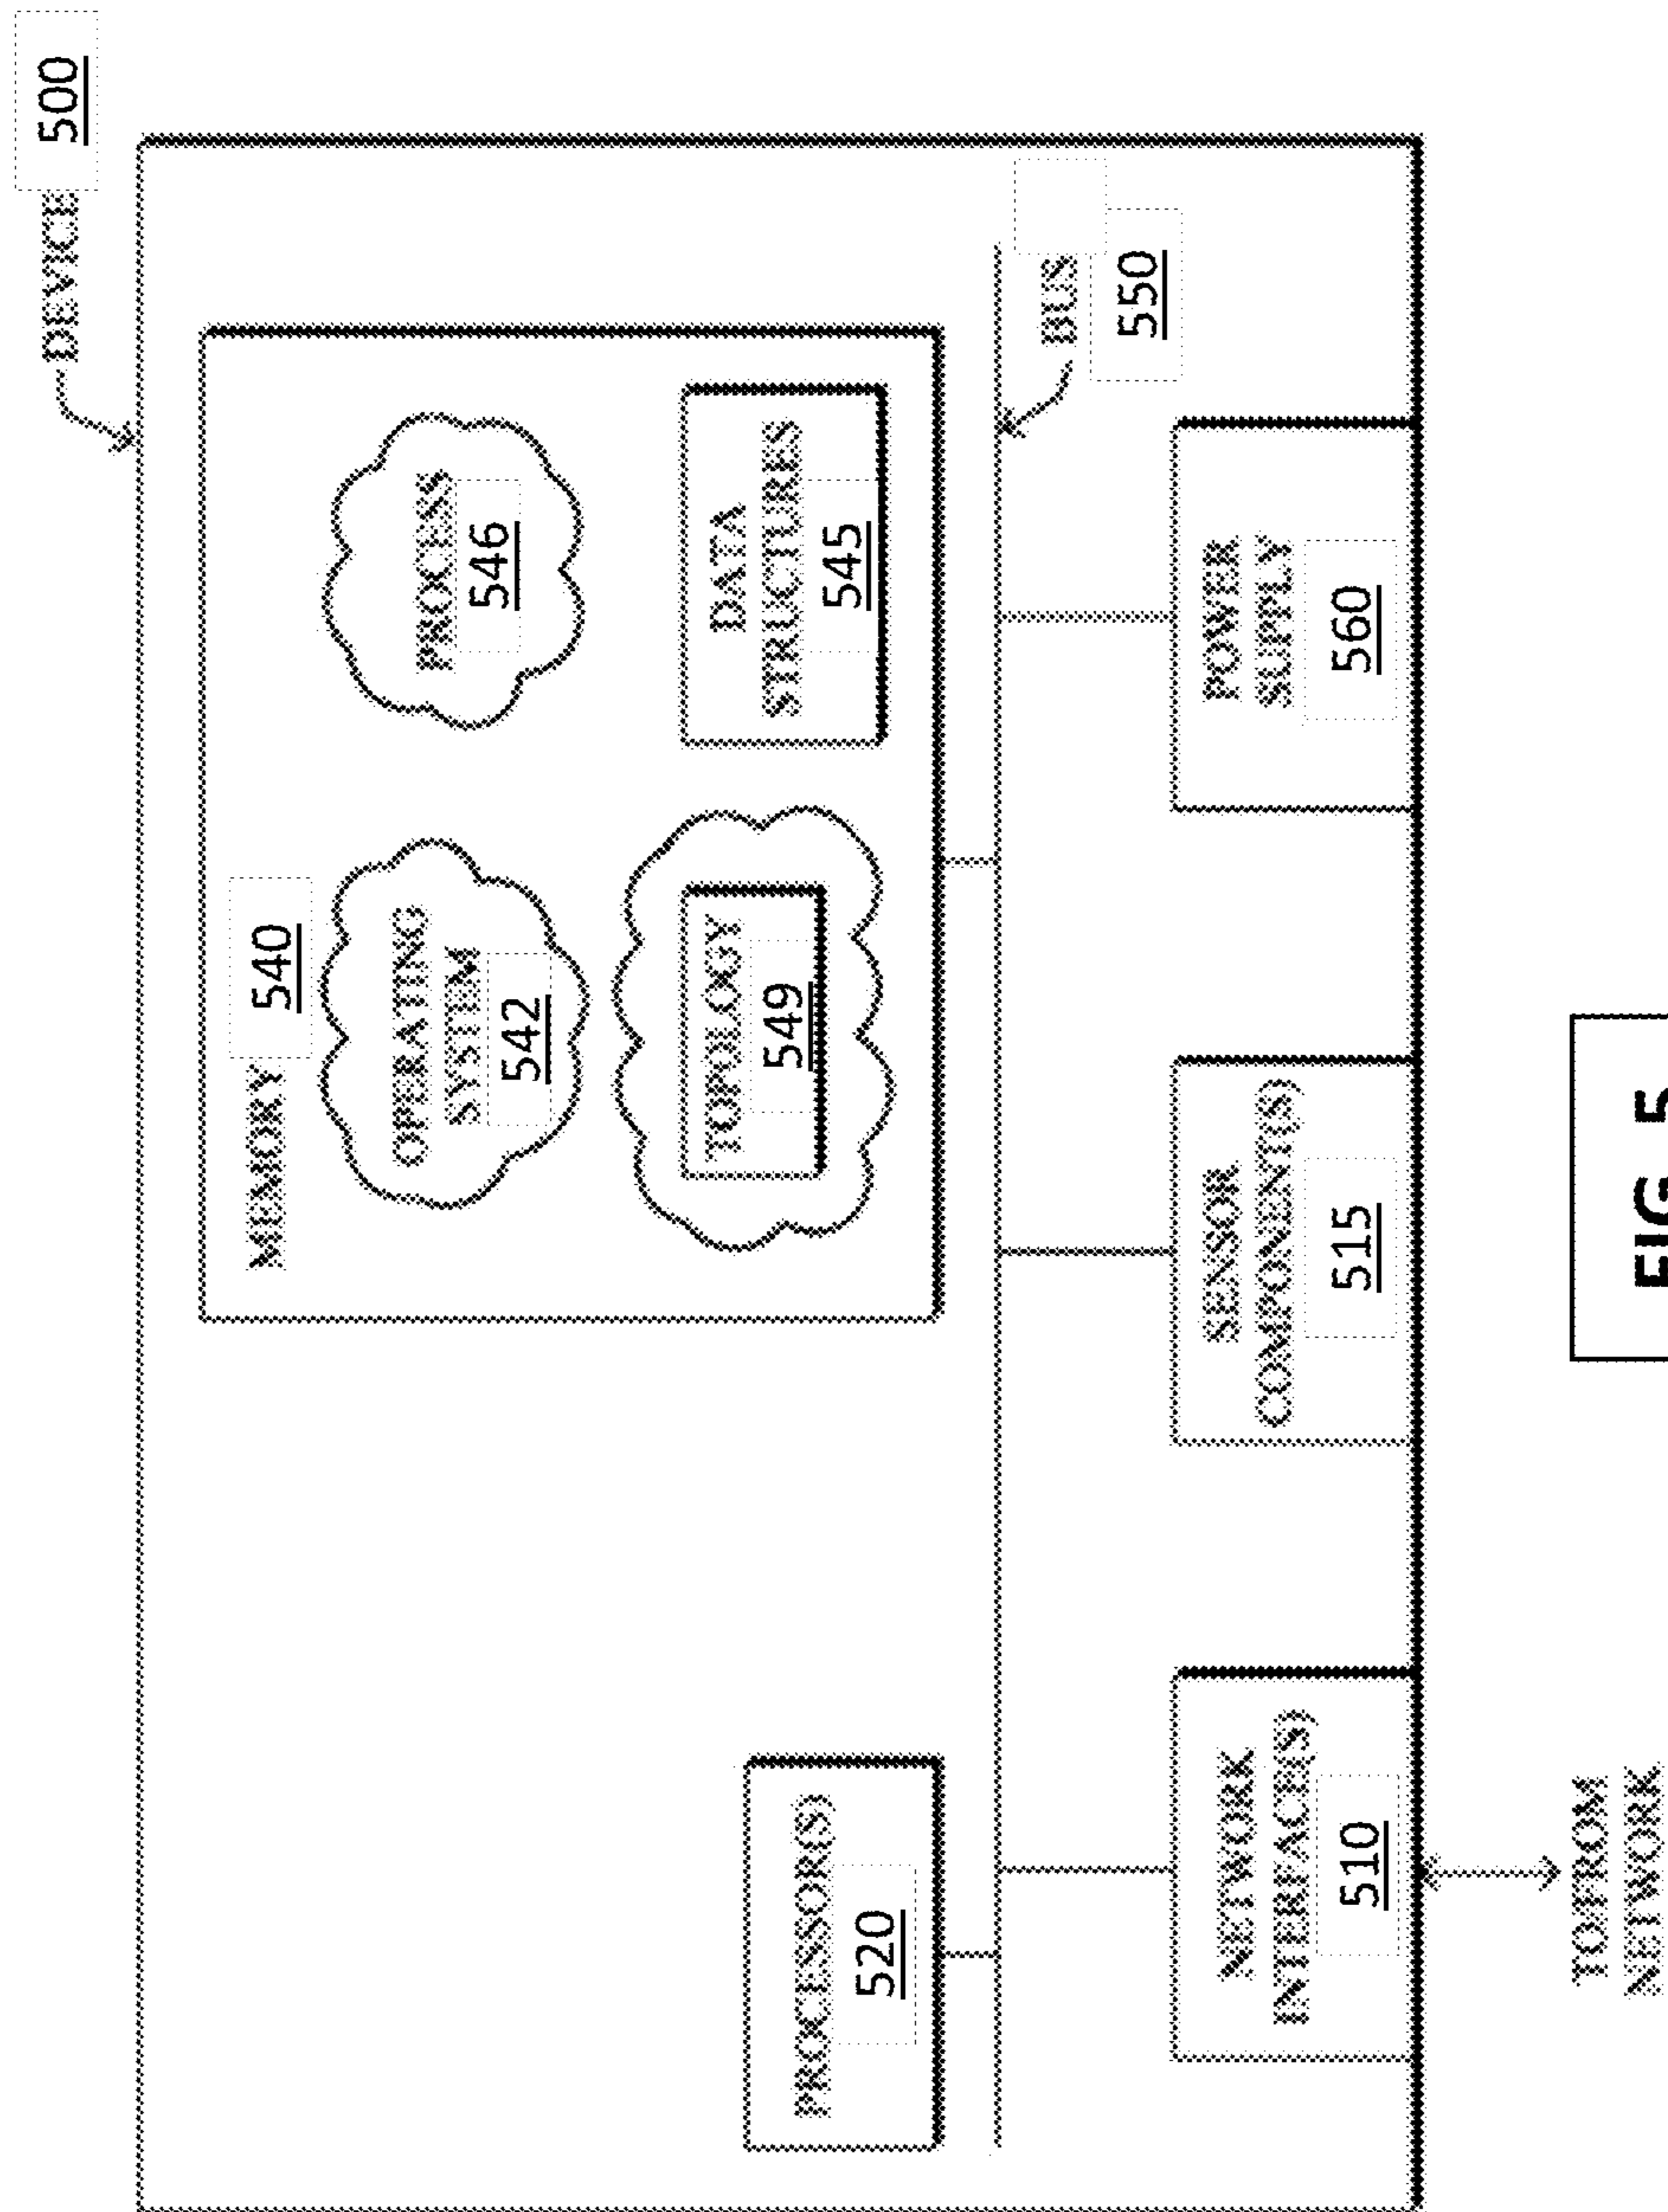 DEVICE 500
MEMORY 540
OPERATING
SYSTEM
542
PROCESS
546
TOPOLOGY
549
DATA
STRUCTURES
545
PROCESSOR(S)
520
BUS
550
NETWORK
INTERFACE(S)
510
SENSOR
COMPONENT(S)
515
POWER
SUPPLY
560
TO/FROM
NETWORK
FIG. 5